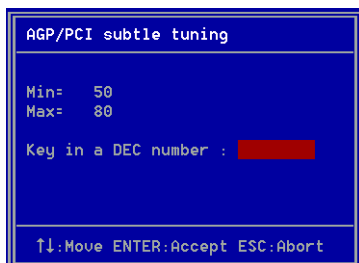 AGP/PCI subtle tuning
Min= 50
Max= 80
Key in a DEC number :
↑↓:Move ENTER:Accept ESC:Abort